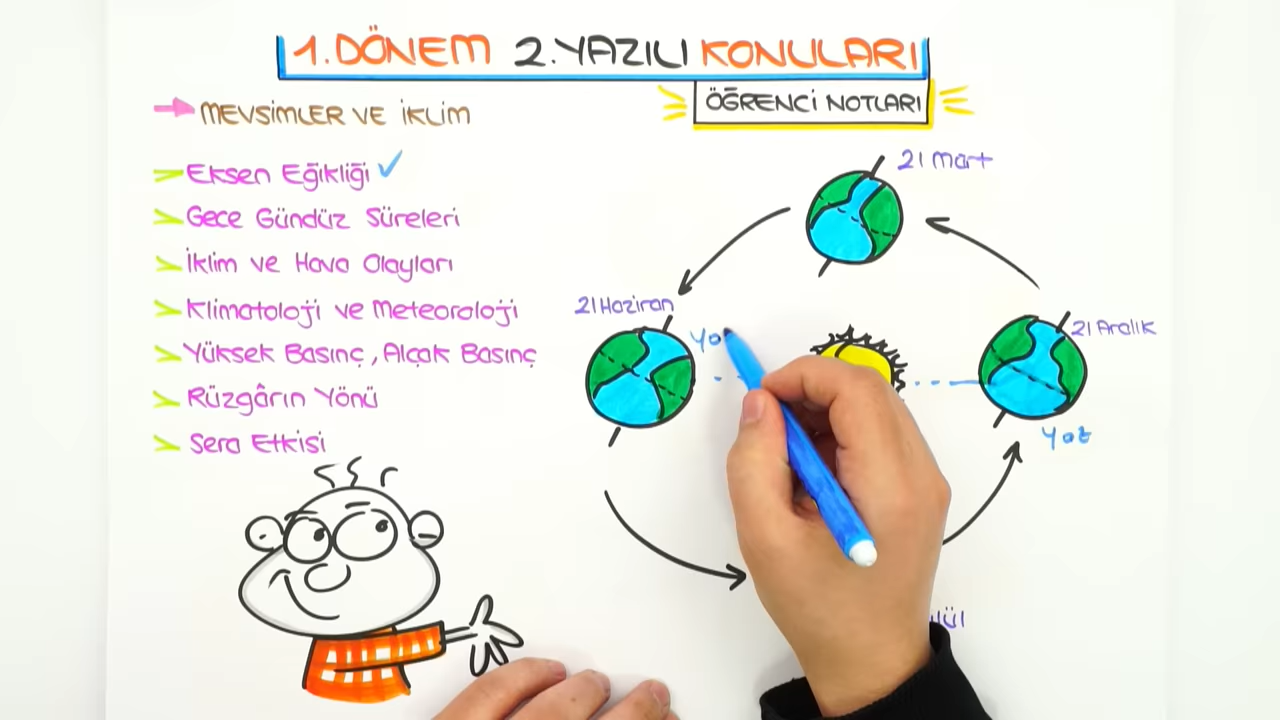 1.DÖNEM 2.YAZILI KONULARI
ÖĞRENCİ NOTLARI
MEVSİMLER VE İKLİM
Eksen Eğikliği
Gece Gündüz Süreleri
İklim ve Hava Olayları
Klimatoloji ve Meteoroloji
Yüksek Basınç, Alçak Basınç
Rüzgârın Yönü
Sera Etkisi
21 Mart
21 Haziran
21 Aralık
Yaz